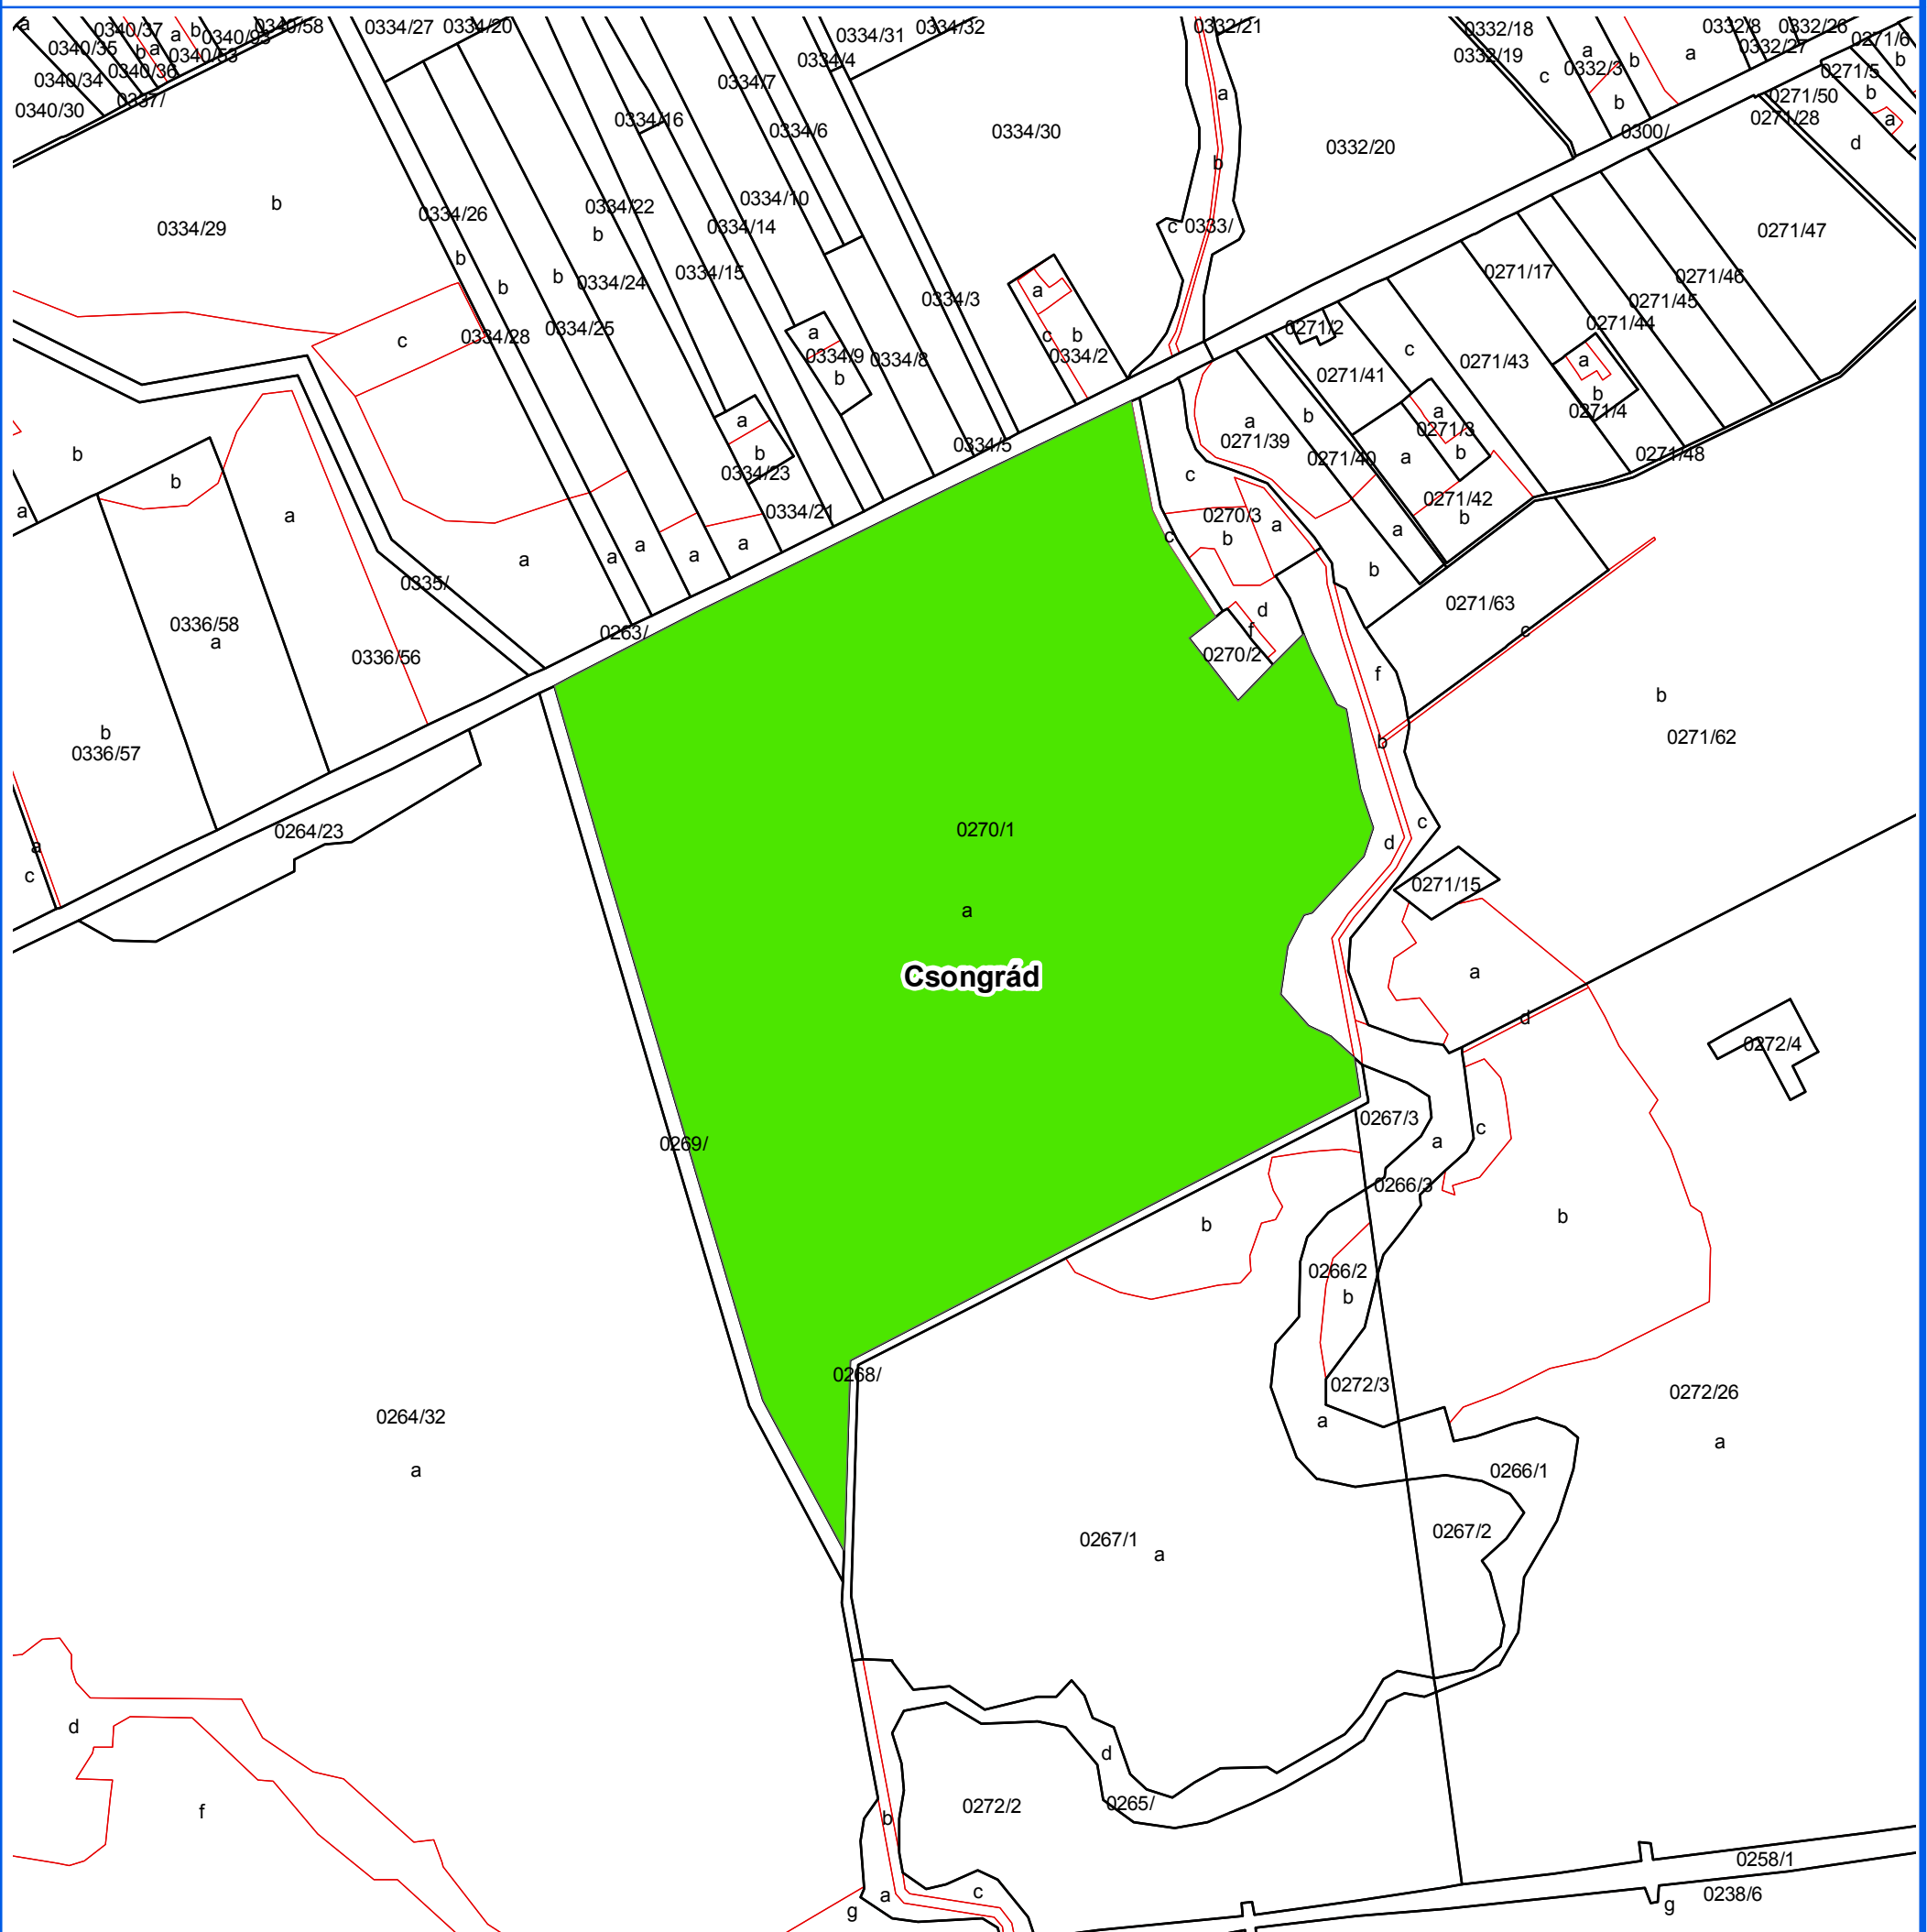 a
0340/37
a
b
0340/58
0334/27
0334/20
0334/31
0334/32
0332/21
0332/18
0332/8
0332/26
0340/35
b
a
0340/93
0340/53
0334/4
0332/19
a
b
a
0332/27
0271/6
0340/34
0340/36
0334/7
c
0332/3
0271/5
b
0340/30
0337/
a
b
0271/50
b
0334/16
0334/6
0334/30
0300/
0271/28
a
0332/20
d
b
b
0334/29
0334/26
0334/22
0334/10
b
0334/14
c
0333/
0271/47
b
b
b
0334/24
0334/15
0271/17
0271/46
0334/3
a
0271/45
c
0334/28
0334/25
a
0334/9
0334/8
c
b
0334/2
0271/2
c
0271/44
b
0271/41
0271/43
a
b
a
a
b
a
0271/4
b
b
0334/23
0334/5
0271/39
0271/40
0271/3
a
b
0271/48
b
c
a
a
0334/21
0270/3
a
0271/42
b
a
a
a
a
a
c
b
a
0335/
b
0336/58
a
0263/
d
f
0271/63
c
0336/56
0270/2
f
b
b
0336/57
b
0271/62
0264/23
0270/1
c
a
d
c
0271/15
a
Csongrád
a
d
0272/4
0267/3
0269/
a
c
0266/3
b
b
0266/2
b
0268/
0272/3
0272/26
0264/32
a
a
a
0266/1
0267/1
a
0267/2
d
d
f
0272/2
0265/
b
0258/1
a
c
0238/6
g
g